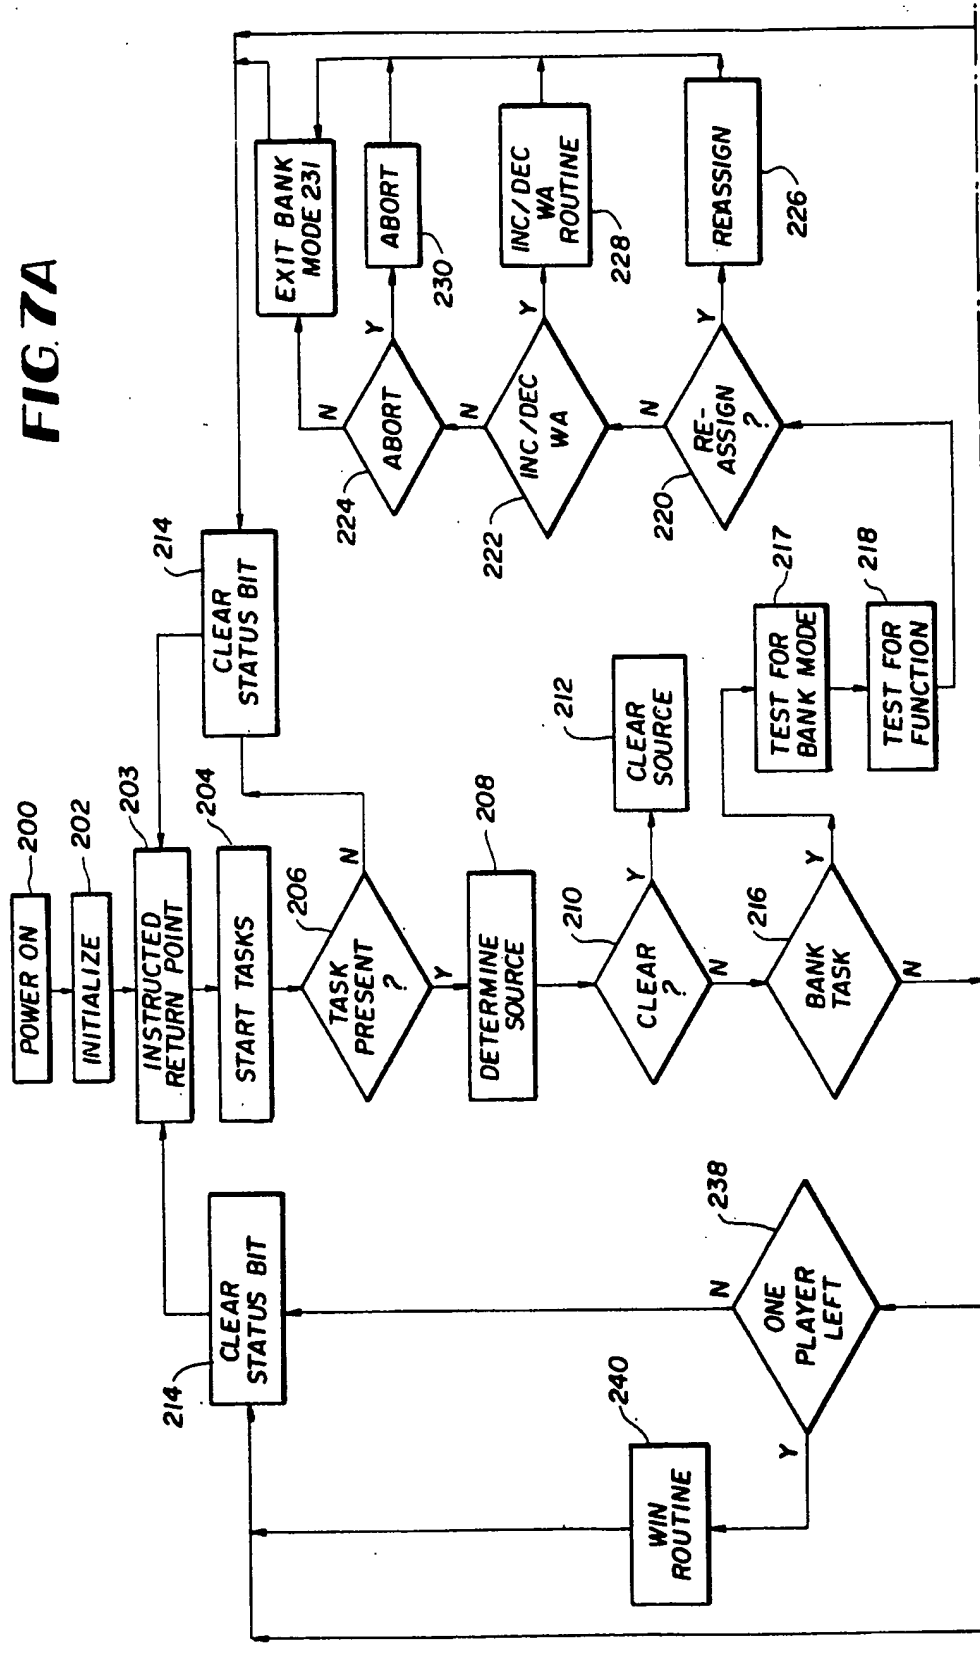 FIG. 7A
POWER ON
200
INITIALIZE
202
INSTRUCTED
RETURN POINT
203
START TASKS
204
TASK
PRESENT
?
206
N
Y
CLEAR
STATUS BIT
214
CLEAR
STATUS BIT
214
DETERMINE
SOURCE
208
CLEAR
?
210
Y
N
CLEAR
SOURCE
212
BANK
TASK
216
Y
N
TEST FOR
BANK MODE
217
TEST FOR
FUNCTION
218
RE-
ASSIGN
?
220
Y
N
REASSIGN
226
INC/DEC
WA
222
Y
N
INC/DEC
WA
ROUTINE
228
ABORT
224
Y
N
ABORT
230
EXIT BANK
MODE 231
ONE
PLAYER
LEFT
238
N
Y
WIN
ROUTINE
240